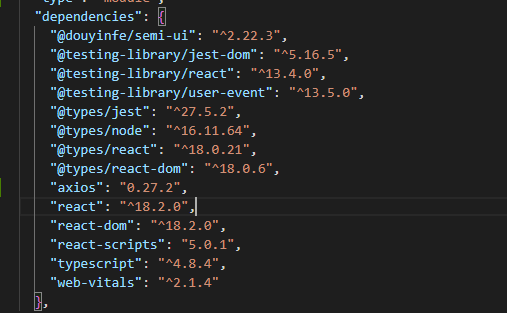 "type": "module",
"dependencies": {
"@douyinfe/semi-ui": "^2.22.3",
"@testing-library/jest-dom": "^5.16.5",
"@testing-library/react": "^13.4.0",
"@testing-library/user-event": "^13.5.0",
"@types/jest": "^27.5.2",
"@types/node": "^16.11.64",
"@types/react": "^18.0.21",
"@types/react-dom": "^18.0.6",
"axios": "0.27.2",
"react": "^18.2.0",
"react-dom": "^18.2.0",
"react-scripts": "5.0.1",
"typescript": "^4.8.4",
"web-vitals": "^2.1.4"
},